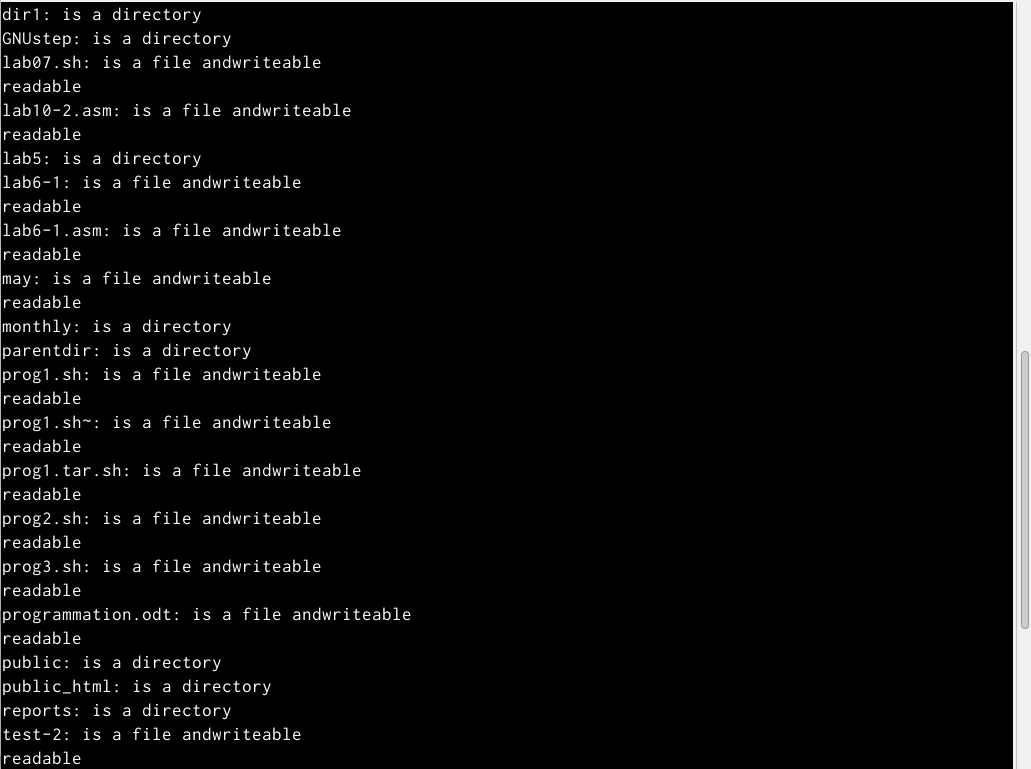 dir1: is a directory
GNUstep: is a directory
lab07.sh: is a file andwriteable
readable
lab10-2.asm: is a file andwriteable
readable
lab5: is a directory
lab6-1: is a file andwriteable
readable
lab6-1.asm: is a file andwriteable
readable
may: is a file andwriteable
readable
monthly: is a directory
parentdir: is a directory
prog1.sh: is a file andwriteable
readable
prog1.sh~: is a file andwriteable
readable
prog1.tar.sh: is a file andwriteable
readable
prog2.sh: is a file andwriteable
readable
prog3.sh: is a file andwriteable
readable
programmation.odt: is a file andwriteable
readable
public: is a directory
public_html: is a directory
reports: is a directory
test-2: is a file andwriteable
readable